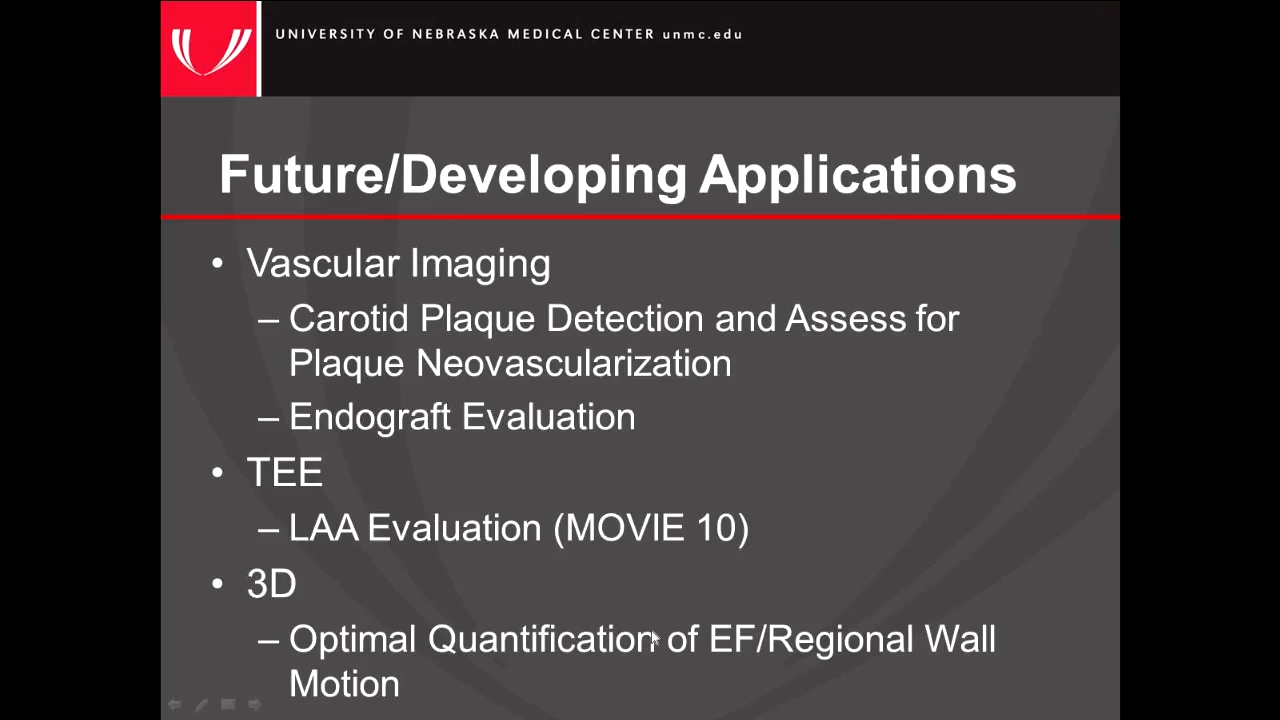 UNIVERSITY OF NEBRASKA MEDICAL CENTER unmc.edu
Future/Developing Applications
• Vascular Imaging
– Carotid Plaque Detection and Assess for
Plaque Neovascularization
– Endograft Evaluation
• TEE
– LAA Evaluation (MOVIE 10)
• 3D
– Optimal Quantification of EF/Regional Wall
Motion